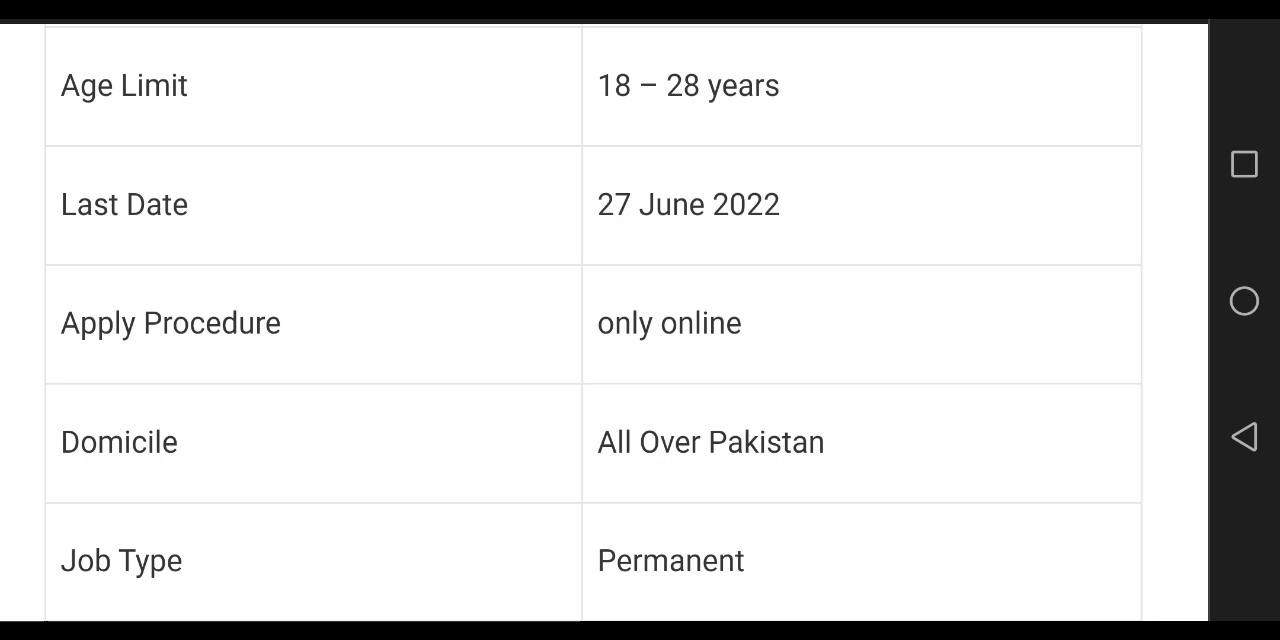 Age Limit 18 – 28 years
Last Date 27 June 2022
Apply Procedure only online
Domicile All Over Pakistan
Job Type Permanent